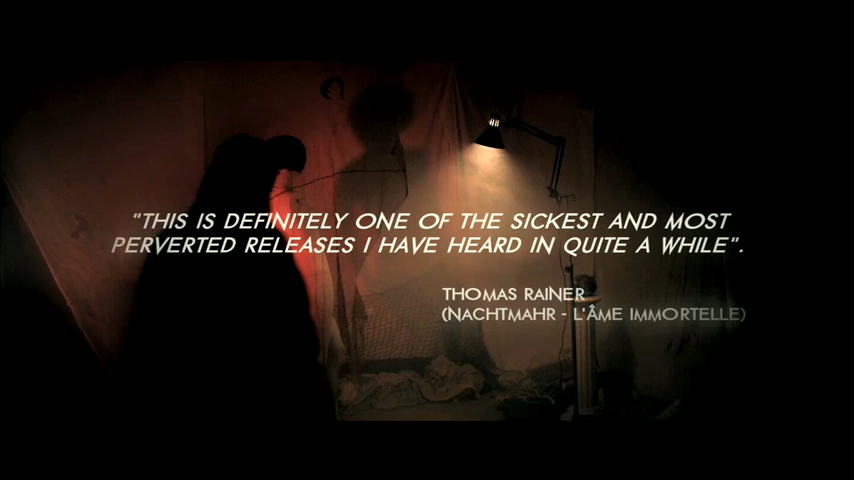 "THIS IS DEFINITELY ONE OF THE SICKEST AND MOST
PERVERTED RELEASES I HAVE HEARD IN QUITE A WHILE".
THOMAS RAINER
(NACHTMAHR - L'ÂME IMMORTELLE)